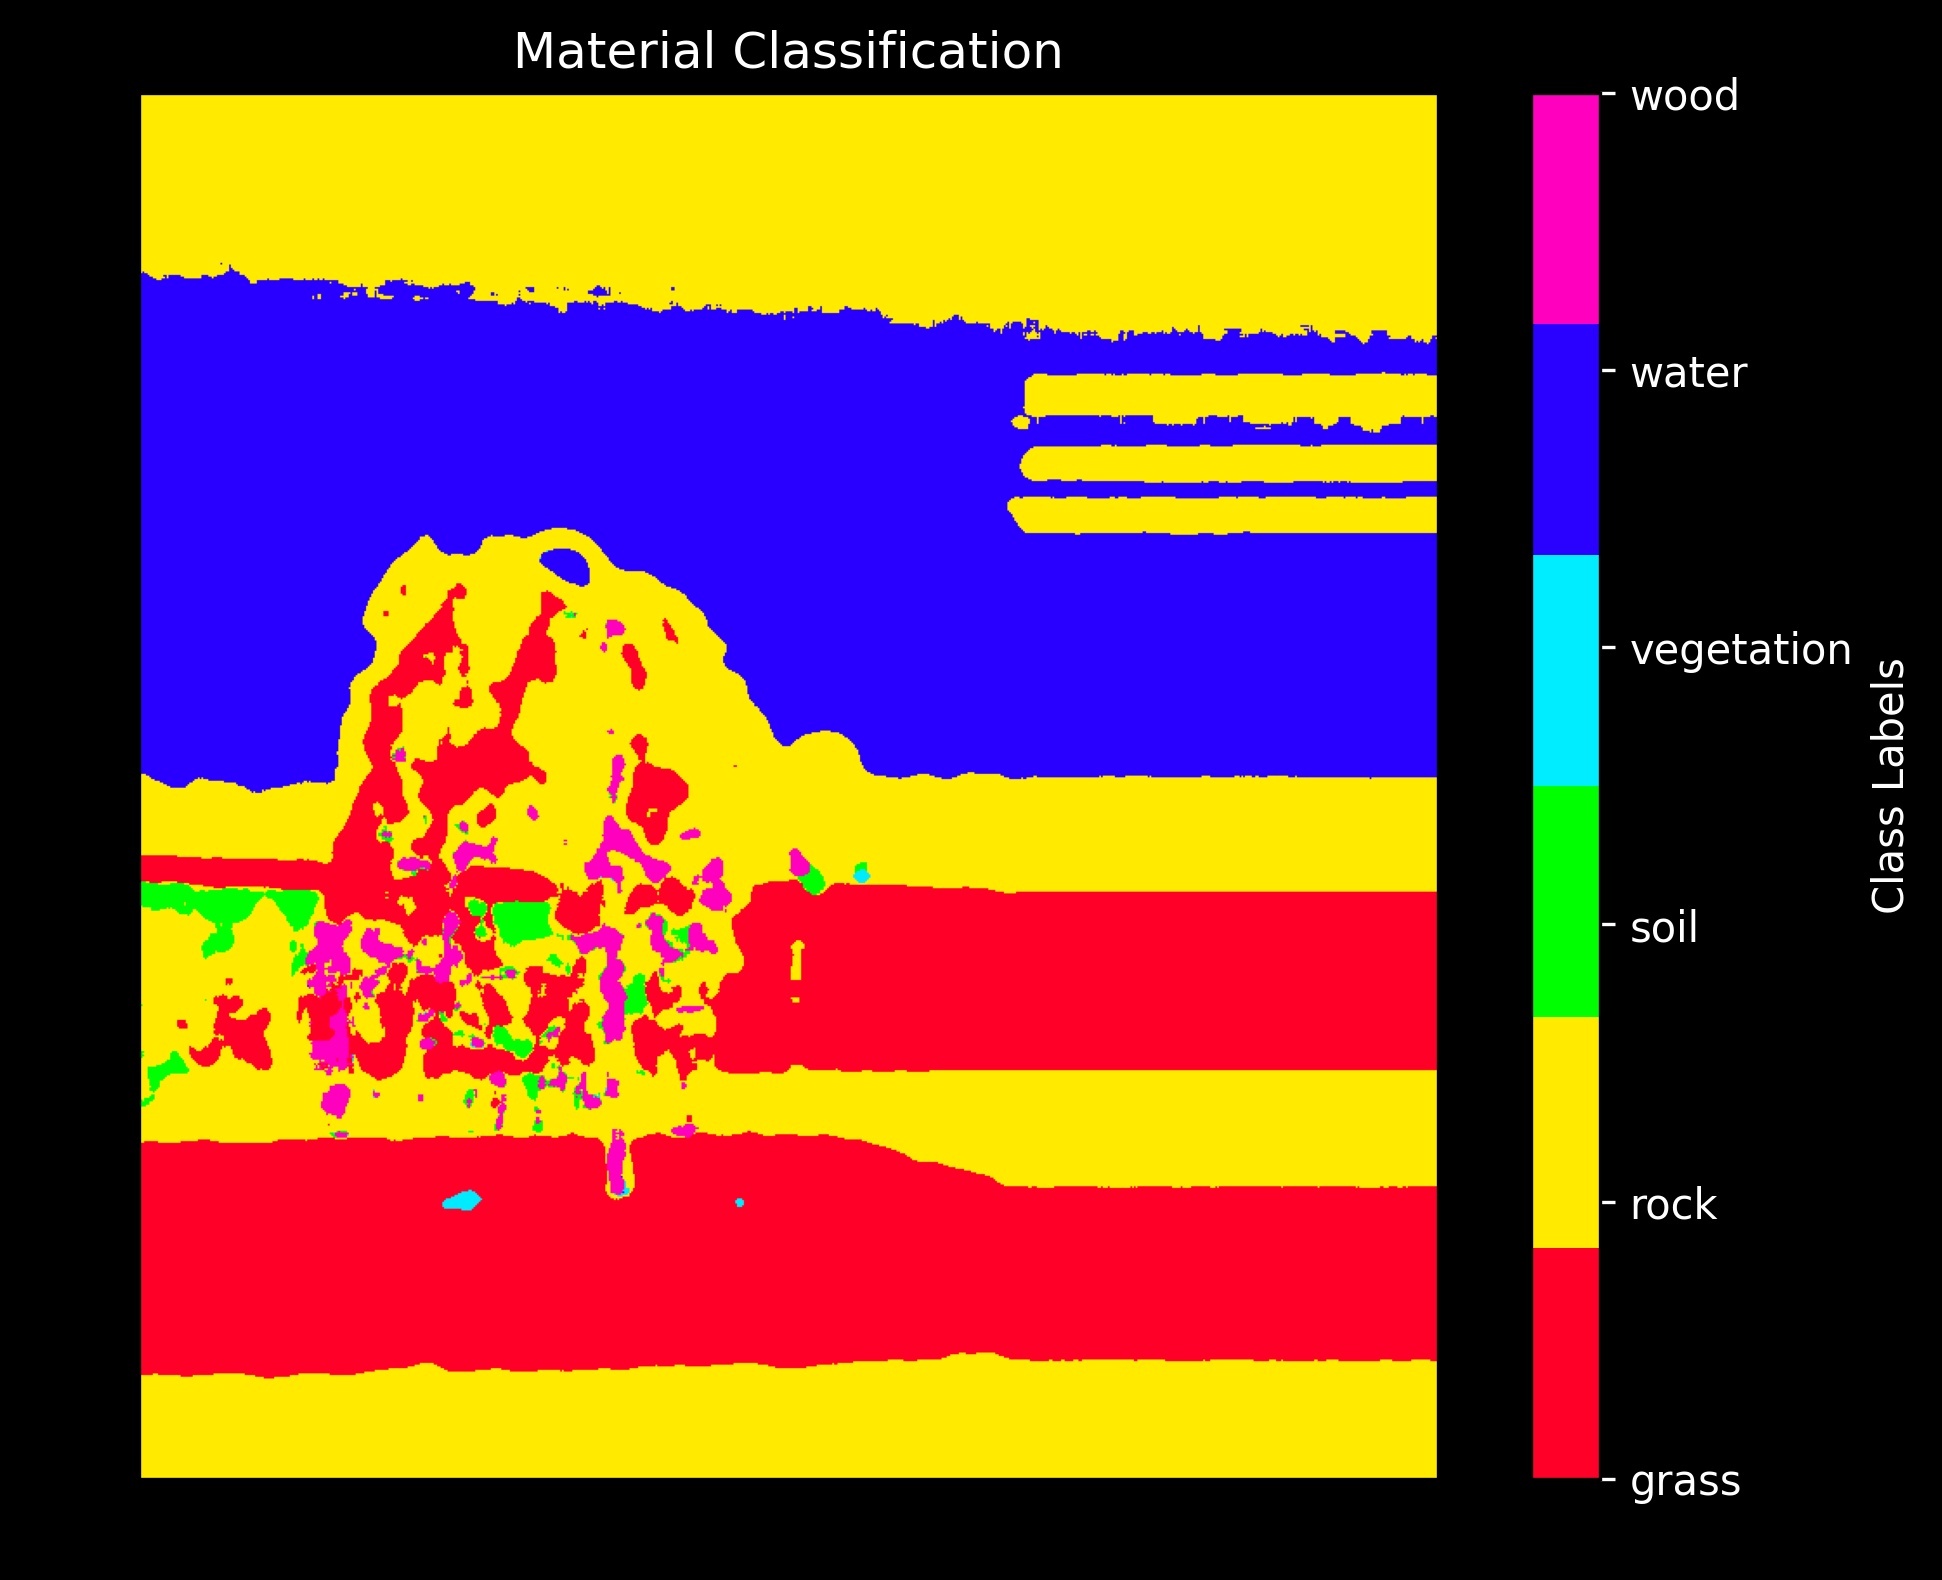 Material Classification
wood
water
vegetation
soil
rock
grass
Class Labels